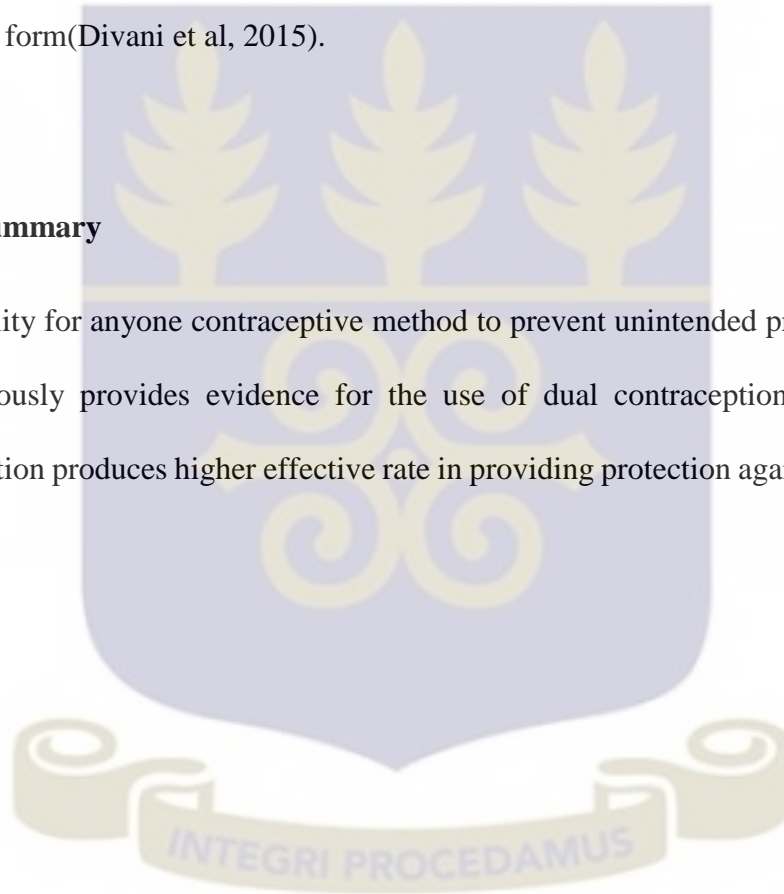 form(Divani et al, 2015).
ummary
ity for anyone contraceptive method to prevent unintended p
ously provides evidence for the use of dual contraception
tion produces higher effective rate in providing protection aga
INTEGRI PROCEDAMUS